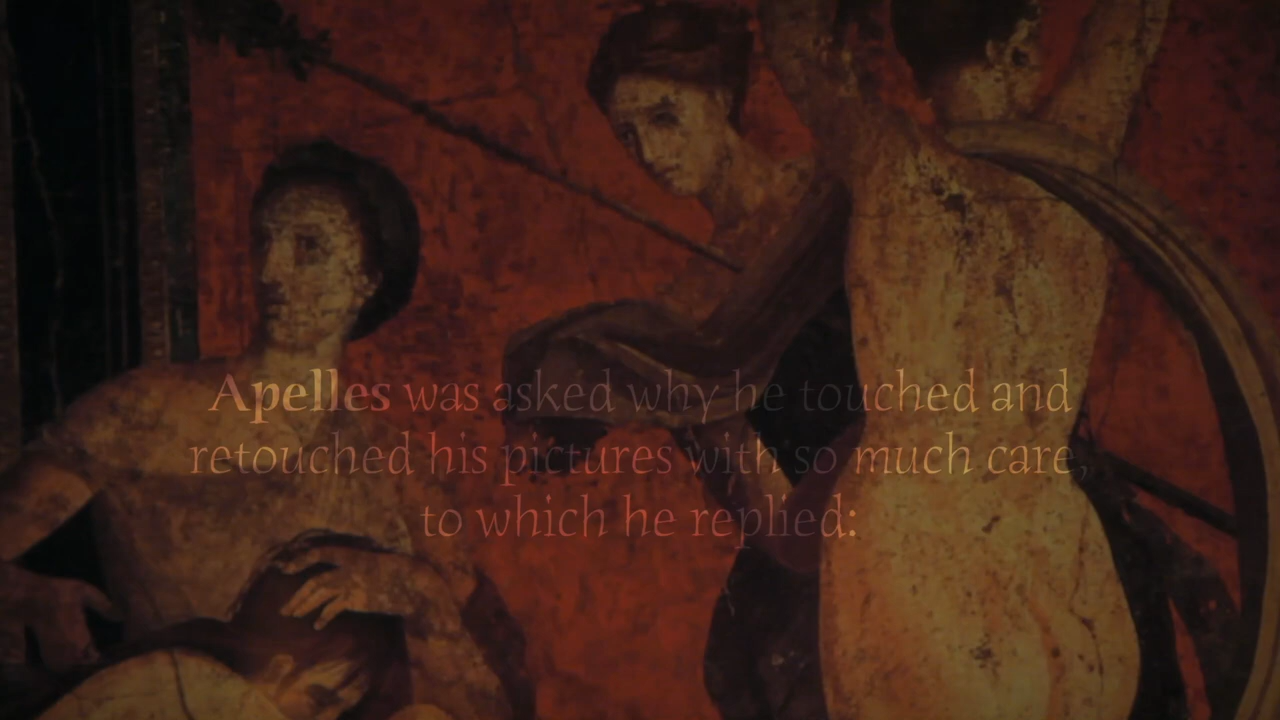 Apelles was asked why he touched and
retouched his pictures with so much care,
to which he replied: